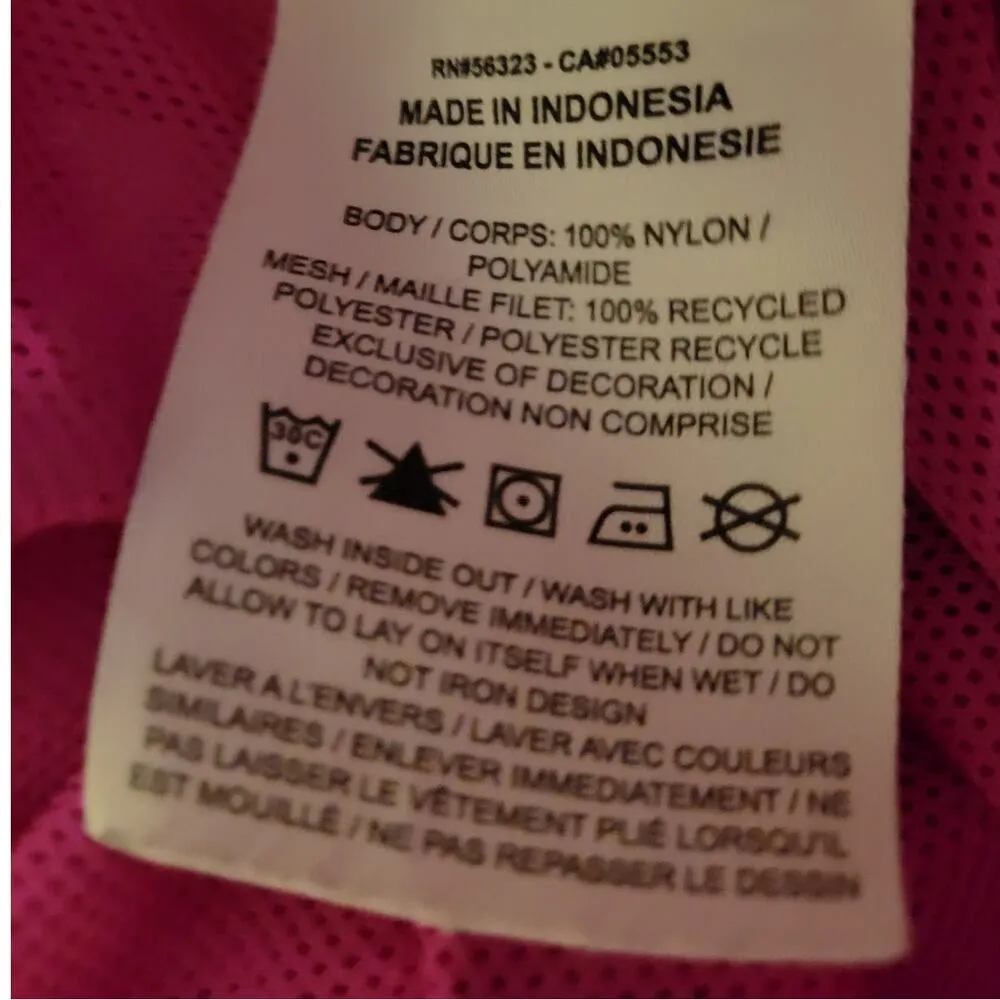 RN#56323 - CA#05553
MADE IN INDONESIA
FABRIQUE EN INDONESIE
BODY / CORPS: 100% NYLON /
POLYAMIDE
MESH / MAILLE FILET: 100% RECYCLED
POLYESTER / POLYESTER RECYCLE
EXCLUSIVE OF DECORATION /
DECORATION NON COMPRISE
30C
WASH INSIDE OUT / WASH WITH LIKE
COLORS / REMOVE IMMEDIATELY / DO NOT
ALLOW TO LAY ON ITSELF WHEN WET / DO
NOT IRON DESIGN
LAVER A L'ENVERS / LAVER AVEC COULEURS
SIMILAIRES / ENLEVER IMMEDIATEMENT / NE
PAS LAISSER LE VÊTEMENT PLIÉ LORSQU'IL
EST MOUILLÉ / NE PAS REPASSER LE DESSIN